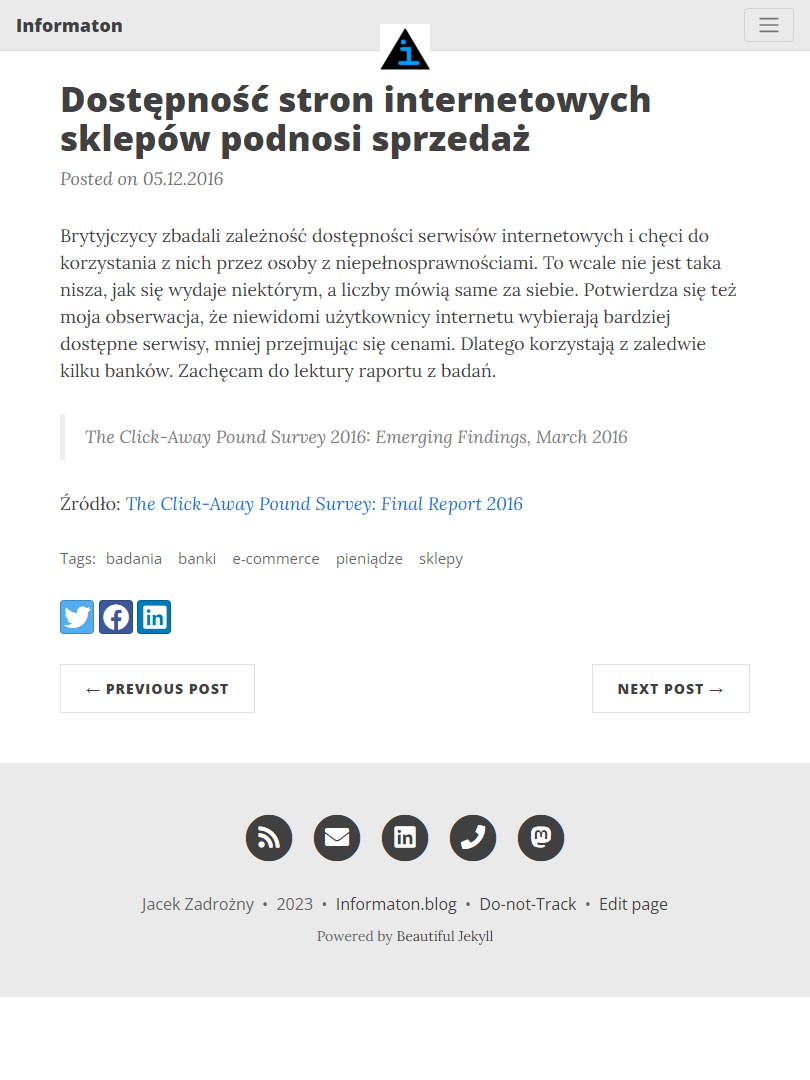 Informaton
i
Dostępność stron internetowych
sklepów podnosi sprzedaż
Posted on 05.12.2016
Brytyjczycy zbadali zależność dostępności serwisów internetowych i chęci do
korzystania z nich przez osoby z niepełnosprawnościami. To wcale nie jest taka
nisza, jak się wydaje niektórym, a liczby mówią same za siebie. Potwierdza się też
moja obserwacja, że niewidomi użytkownicy internetu wybierają bardziej
dostępne serwisy, mniej przejmując się cenami. Dlatego korzystają z zaledwie
kilku banków. Zachęcam do lektury raportu z badań.
The Click-Away Pound Survey 2016: Emerging Findings, March 2016
Źródło: The Click-Away Pound Survey: Final Report 2016
Tags: badania banki e-commerce pieniądze sklepy
← PREVIOUS POST
NEXT POST →
Jacek Zadrożny • 2023 • Informaton.blog • Do-not-Track • Edit page
Powered by Beautiful Jekyll